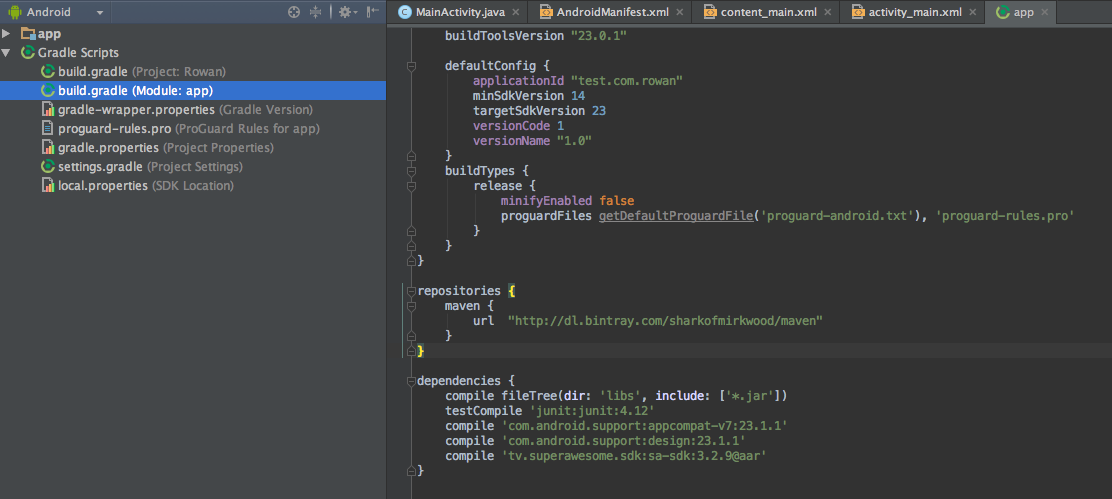 Android
app
Gradle Scripts
build.gradle (Project: Rowan)
build.gradle (Module: app)
gradle-wrapper.properties (Gradle Version)
proguard-rules.pro (ProGuard Rules for app)
gradle.properties (Project Properties)
settings.gradle (Project Settings)
local.properties (SDK Location)
C MainActivity.java × AndroidManifest.xml × content_main.xml × activity_main.xml × app ×
buildToolsVersion "23.0.1"
defaultConfig {
applicationId "test.com.rowan"
minSdkVersion 14
targetSdkVersion 23
versionCode 1
versionName "1.0"
}
buildTypes {
release {
minifyEnabled false
proguardFiles getDefaultProguardFile('proguard-android.txt'), 'proguard-rules.pro'
}
}
}
repositories {
maven {
url "http://dl.bintray.com/sharkofmirkwood/maven"
}
}
dependencies {
compile fileTree(dir: 'libs', include: ['*.jar'])
testCompile 'junit:junit:4.12'
compile 'com.android.support:appcompat-v7:23.1.1'
compile 'com.android.support:design:23.1.1'
compile 'tv.superawesome.sdk:sa-sdk:3.2.9@aar'
}